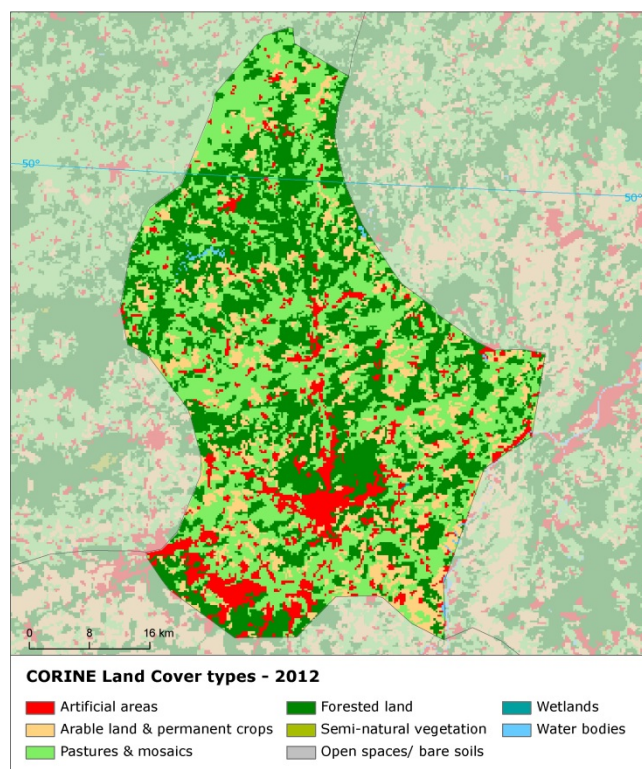 50°
50°
0 8 16 km
CORINE Land Cover types - 2012
Artificial areas
Arable land & permanent crops
Pastures & mosaics
Forested land
Semi-natural vegetation
Open spaces/ bare soils
Wetlands
Water bodies